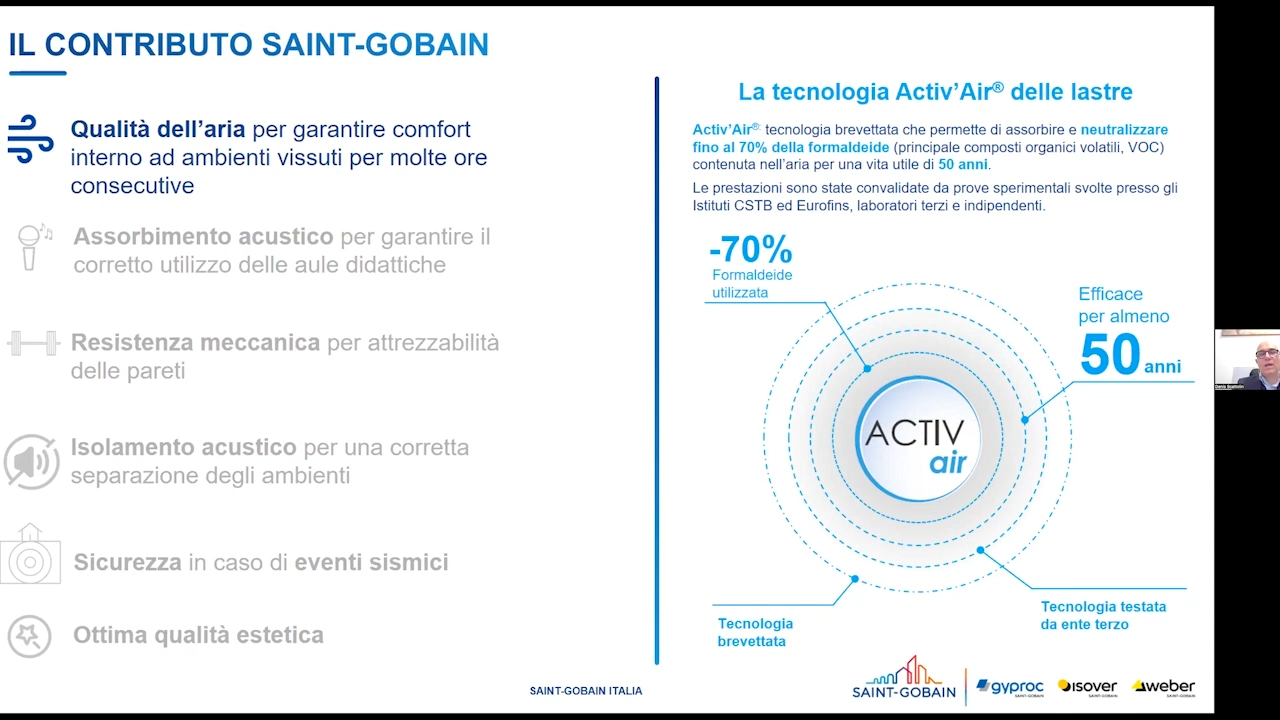 IL CONTRIBUTO SAINT-GOBAIN
Qualità dell'aria per garantire comfort
interno ad ambienti vissuti per molte ore
consecutive
Assorbimento acustico per garantire il
corretto utilizzo delle aule didattiche
Resistenza meccanica per attrezzabilità
delle pareti
Isolamento acustico per una corretta
separazione degli ambienti
Sicurezza in caso di eventi sismici
Ottima qualità estetica
La tecnologia Activ'Air® delle lastre
Activ'Air®: tecnologia brevettata che permette di assorbire e neutralizzare
fino al 70% della formaldeide (principale composti organici volatili, VOC)
contenuta nell'aria per una vita utile di 50 anni.
Le prestazioni sono state convalidate da prove sperimentali svolte presso gli
Istituti CSTB ed Eurofins, laboratori terzi e indipendenti.
-70%
Formaldeide
utilizzata
Efficace
per almeno
50 anni
ACTIV
air
Tecnologia testata
da ente terzo
Tecnologia
brevettata
SAINT-GOBAIN ITALIA
SAINT-GOBAIN
gyproc
SAINT-GOBAIN
isover
SAINT-GOBAIN
weber
SAINT-GOBAIN